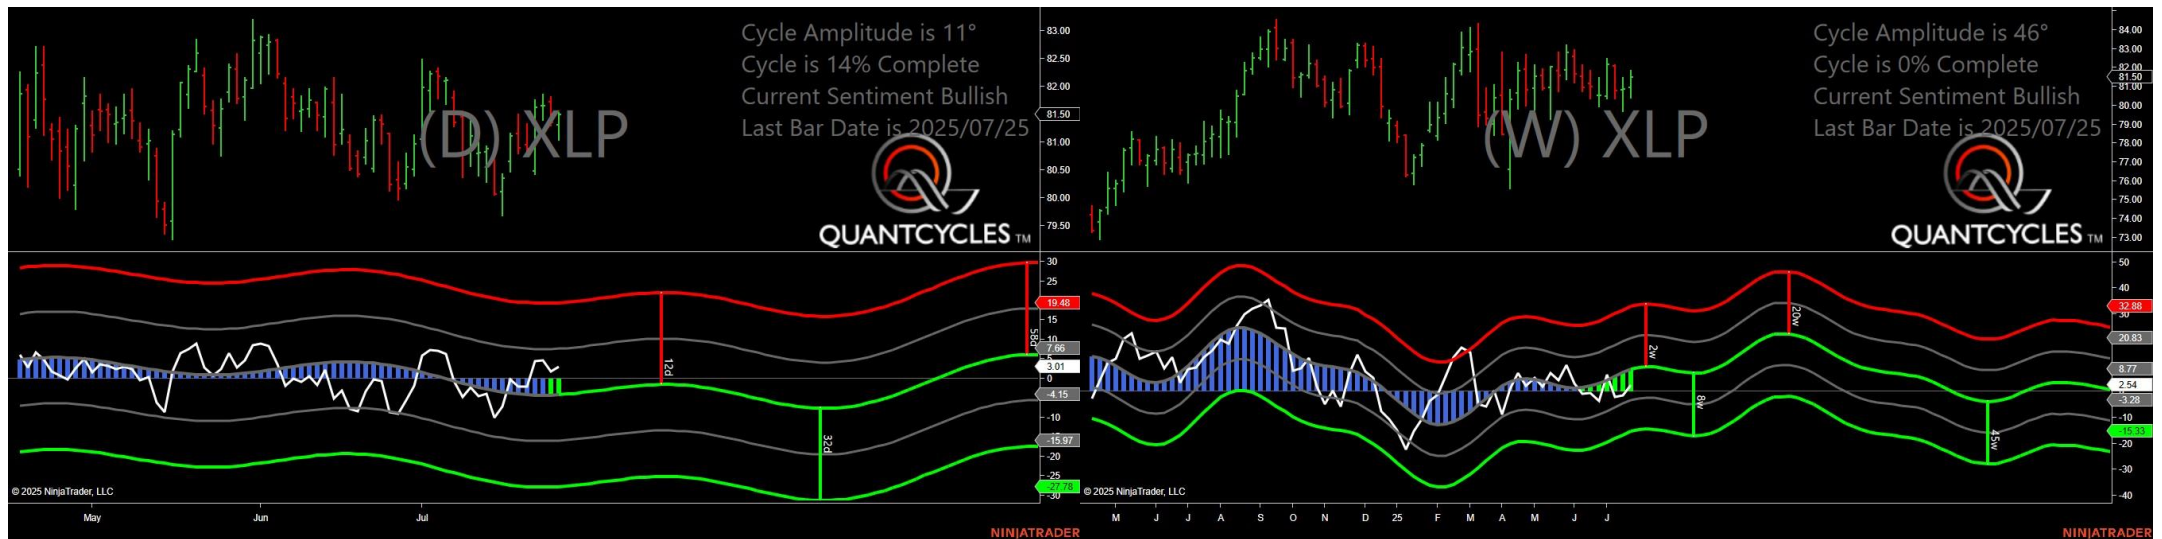 Cycle Amplitude is 11°
Cycle is 14% Complete
Current Sentiment Bullish
Last Bar Date is 2025/07/25
(D) XLP
QUANTCYCLES TM
83.00
82.50
82.00
81.50
81.00
80.50
80.00
79.50
30
25
19.48
15
10
7.66
5
3.01
0
-4.15
-10
-15.97
-20
-25
-27.78
-30
12d
32d
58d
© 2025 NinjaTrader, LLC
May
Jun
Jul
NINJATRADER
Cycle Amplitude is 46°
Cycle is 0% Complete
Current Sentiment Bullish
Last Bar Date is 2025/07/25
(W) XLP
QUANTCYCLES TM
84.00
83.00
82.00
81.50
81.00
80.00
79.00
78.00
77.00
76.00
75.00
74.00
73.00
50
40
32.88
30
20.83
8.77
2.54
-3.28
-10
-15.33
-20
-30
-40
2w
8w
20w
45w
© 2025 NinjaTrader, LLC
M J J A S O N D 25 F M A M J J
NINJATRADER